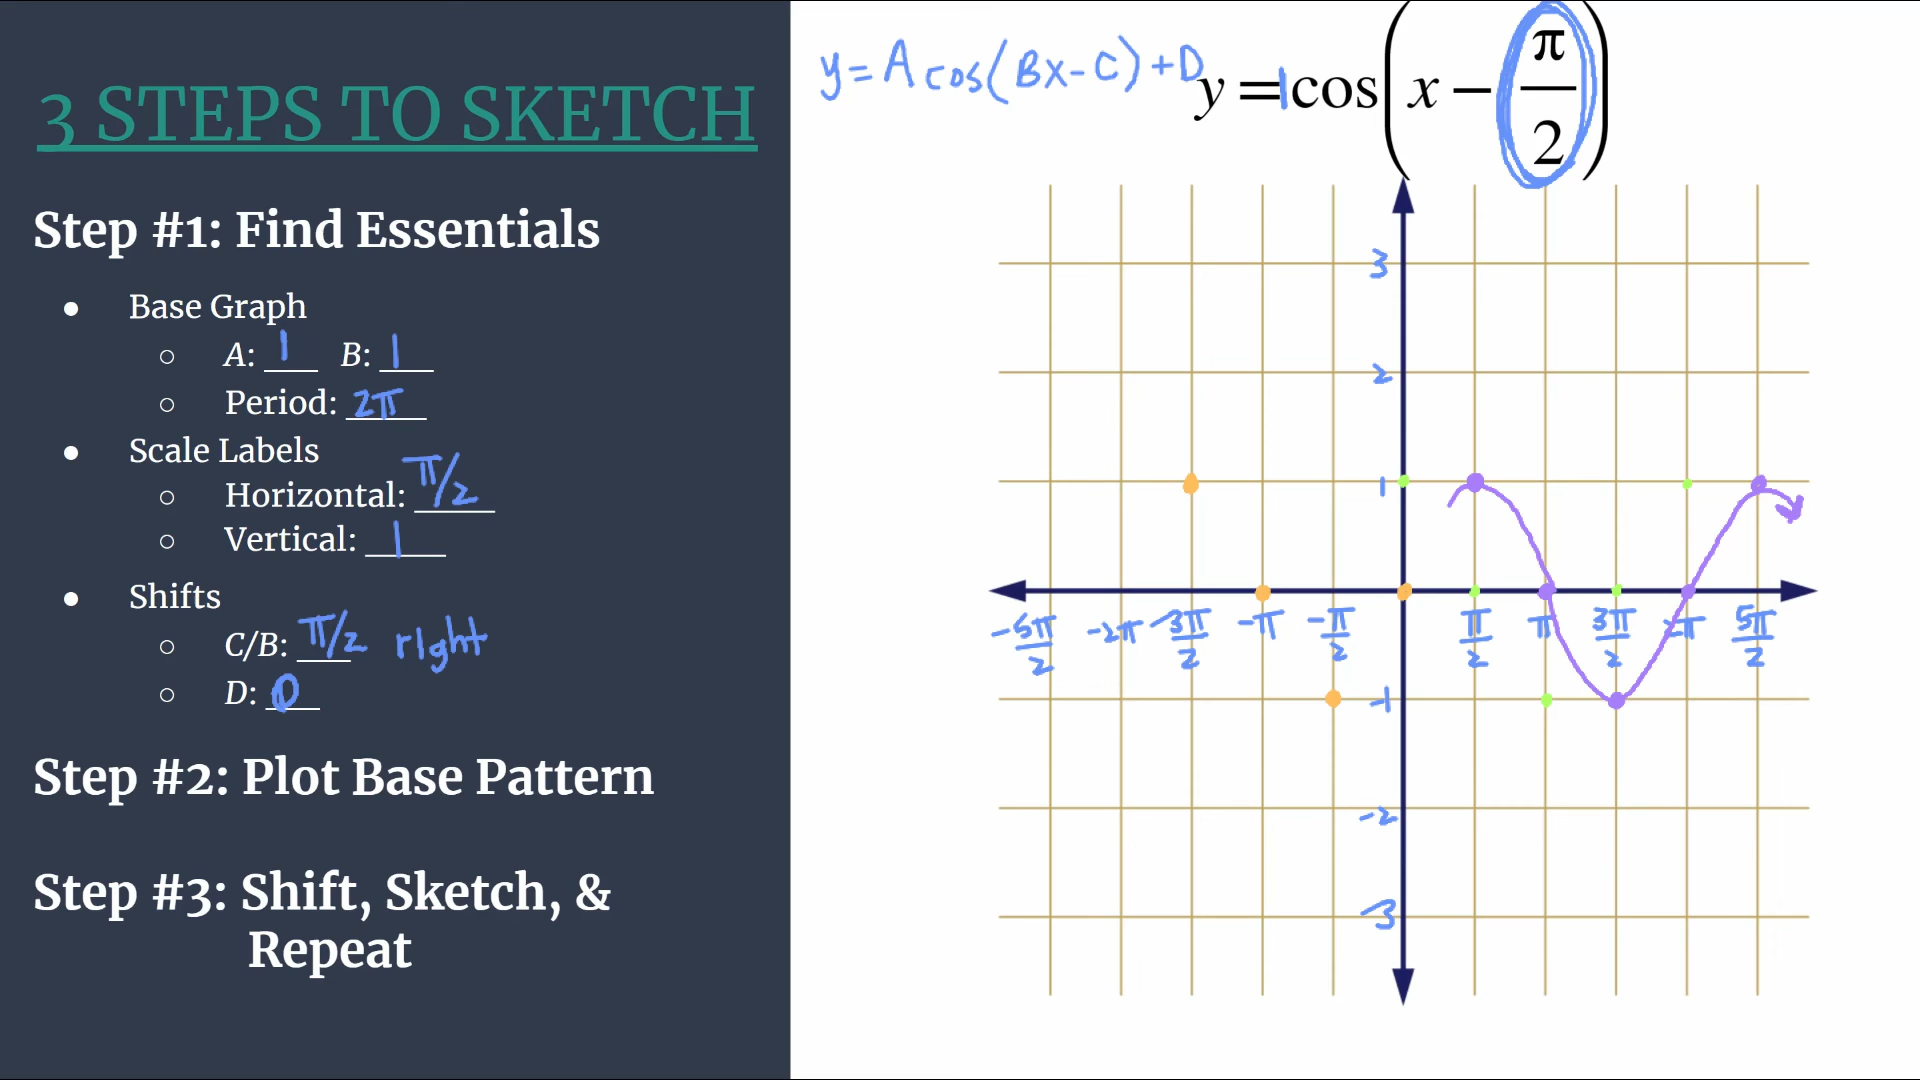 3 STEPS TO SKETCH
Step #1: Find Essentials
● Base Graph
○ A: 1 B: 1
○ Period: 2π
● Scale Labels
○ Horizontal: π/2
○ Vertical: 1
● Shifts
○ C/B: π/2 right
○ D: 0
Step #2: Plot Base Pattern
Step #3: Shift, Sketch, &
Repeat
y = A cos(Bx - C) + D
y = 1cos(x − π/2)
3
2
1
-5π/2 -2π -3π/2 -π -π/2 π/2 π 3π/2 5π/2
-1
-2
-3